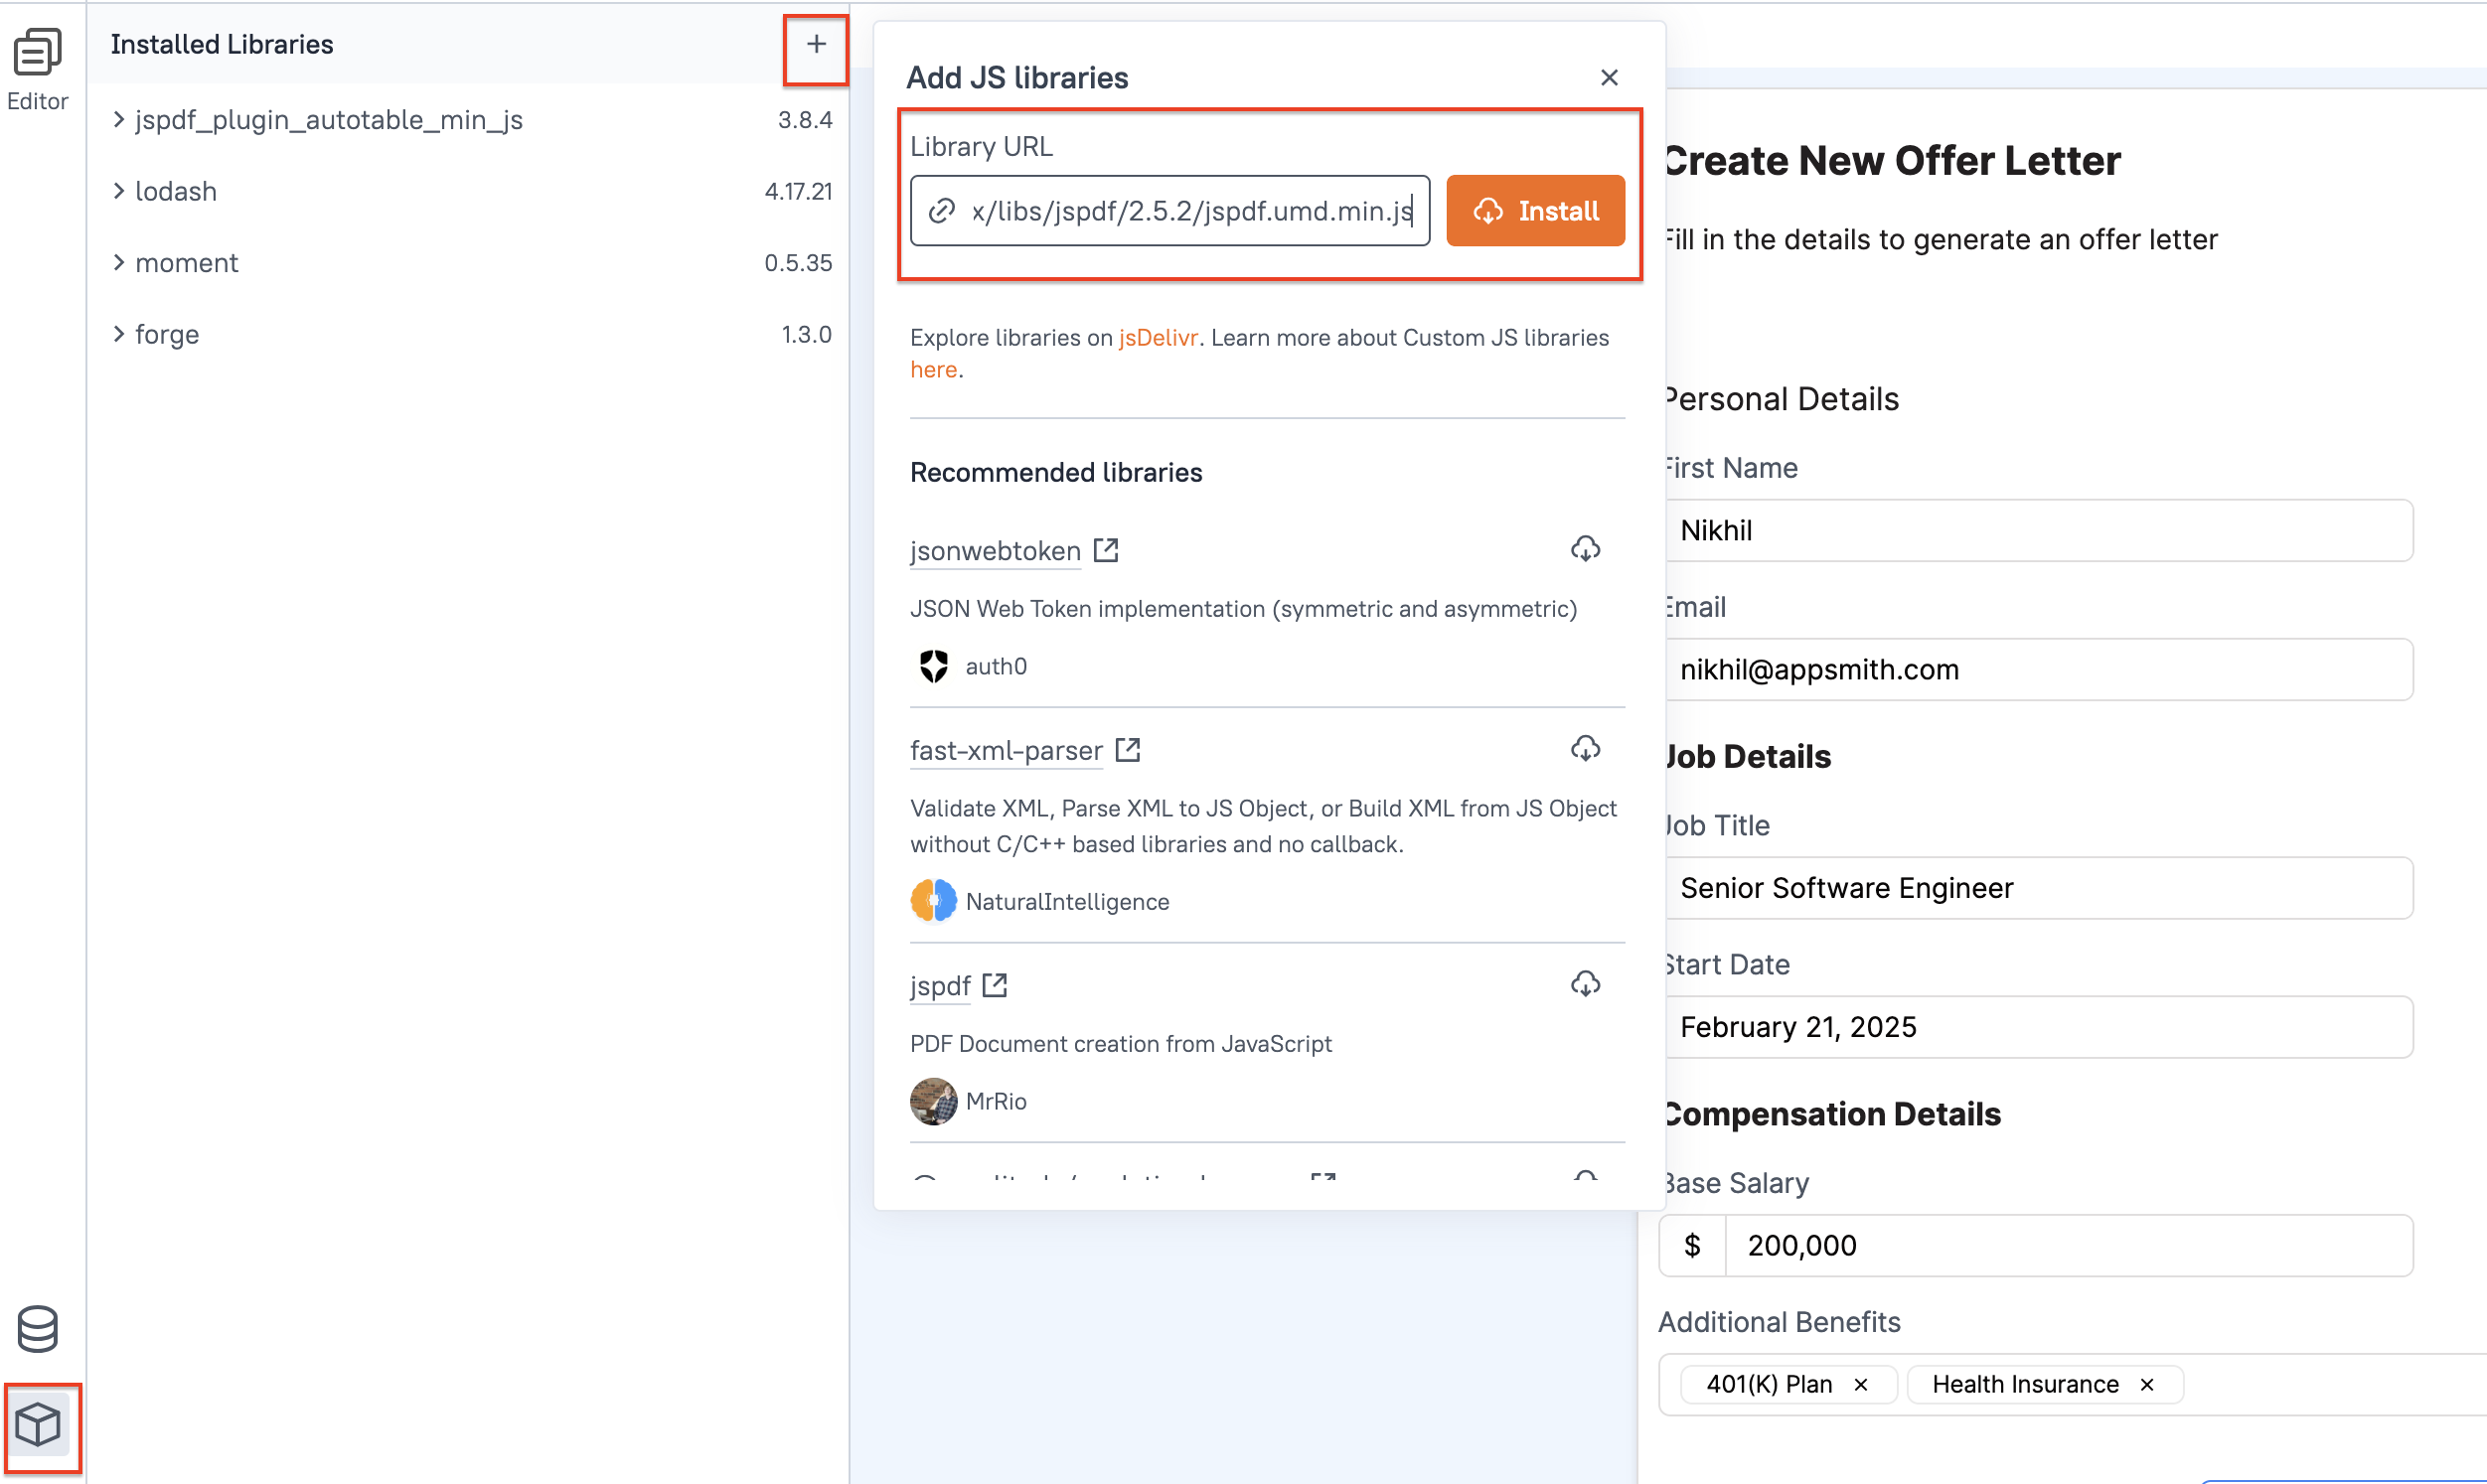 Editor
Installed Libraries
jspdf_plugin_autotable_min_js 3.8.4
lodash 4.17.21
moment 0.5.35
forge 1.3.0
Add JS libraries
Library URL
x/libs/jspdf/2.5.2/jspdf.umd.min.js
Install
Explore libraries on jsDelivr. Learn more about Custom JS libraries
here.
Recommended libraries
jsonwebtoken
JSON Web Token implementation (symmetric and asymmetric)
auth0
fast-xml-parser
Validate XML, Parse XML to JS Object, or Build XML from JS Object
without C/C++ based libraries and no callback.
NaturalIntelligence
jspdf
PDF Document creation from JavaScript
MrRio
Create New Offer Letter
Fill in the details to generate an offer letter
Personal Details
First Name
Nikhil
Email
nikhil@appsmith.com
Job Details
Job Title
Senior Software Engineer
Start Date
February 21, 2025
Compensation Details
Base Salary
$ 200,000
Additional Benefits
401(K) Plan
Health Insurance